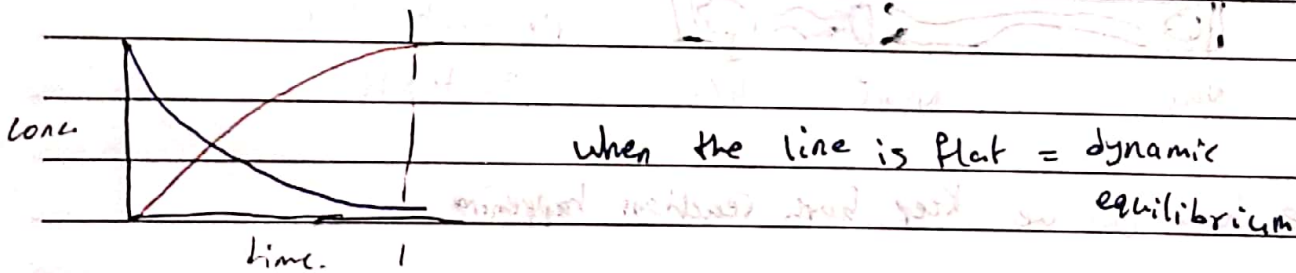 conc.
when the line is flat = dynamic
equilibrium
time.